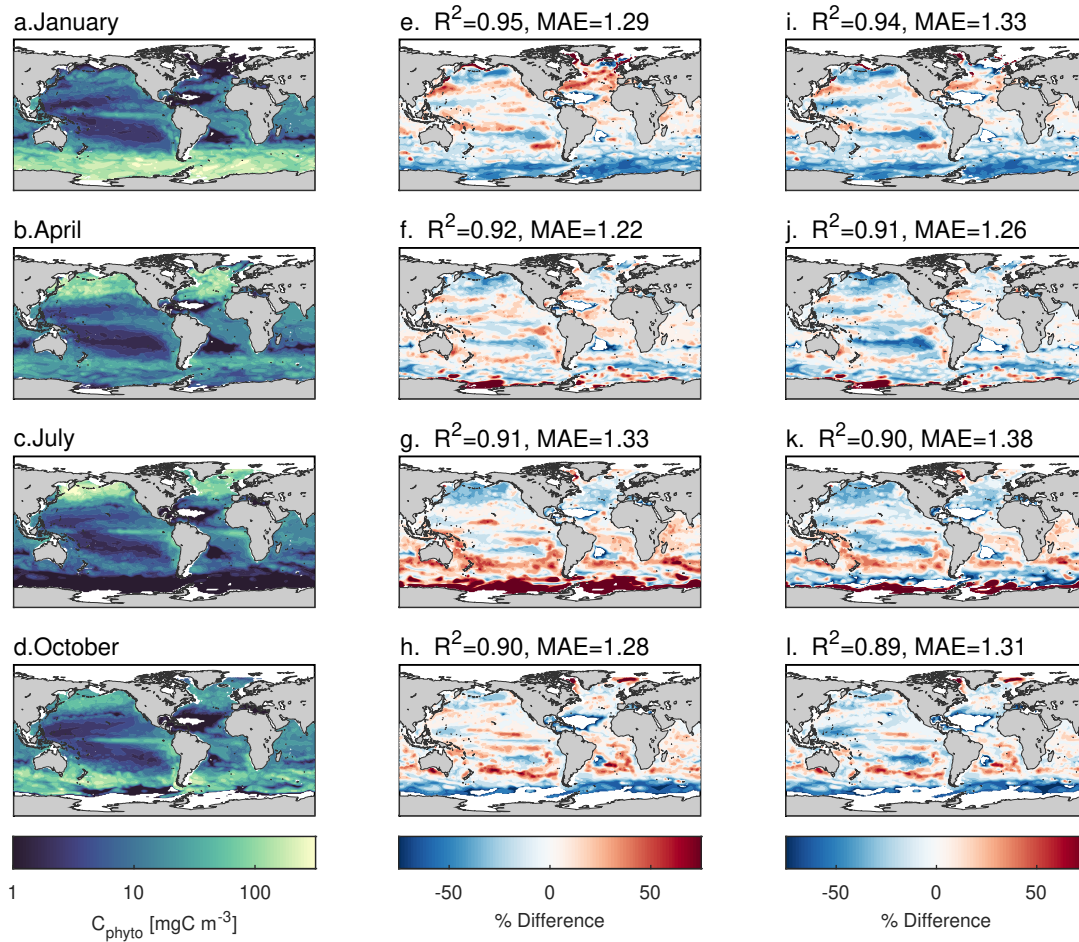 a.January
e. R²=0.95, MAE=1.29
i. R²=0.94, MAE=1.33
b.April
f. R²=0.92, MAE=1.22
j. R²=0.91, MAE=1.26
c.July
g. R²=0.91, MAE=1.33
k. R²=0.90, MAE=1.38
d.October
h. R²=0.90, MAE=1.28
l. R²=0.89, MAE=1.31
1 10 100
C_phyto [mgC m⁻³]
-50 0 50
% Difference
-50 0 50
% Difference